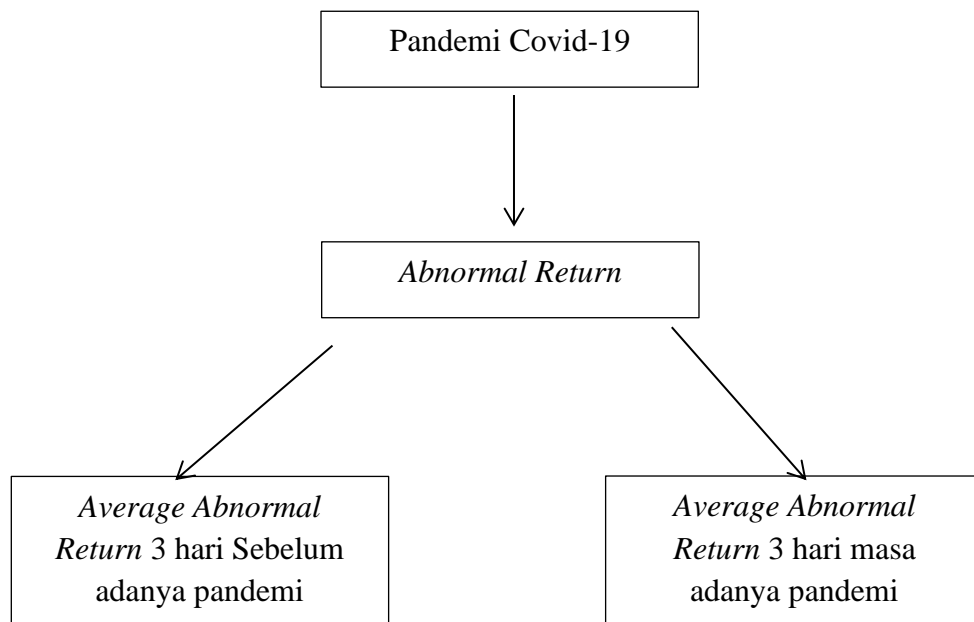 Pandemi Covid-19
Abnormal Return
Average Abnormal
Return 3 hari Sebelum
adanya pandemi
Average Abnormal
Return 3 hari masa
adanya pandemi